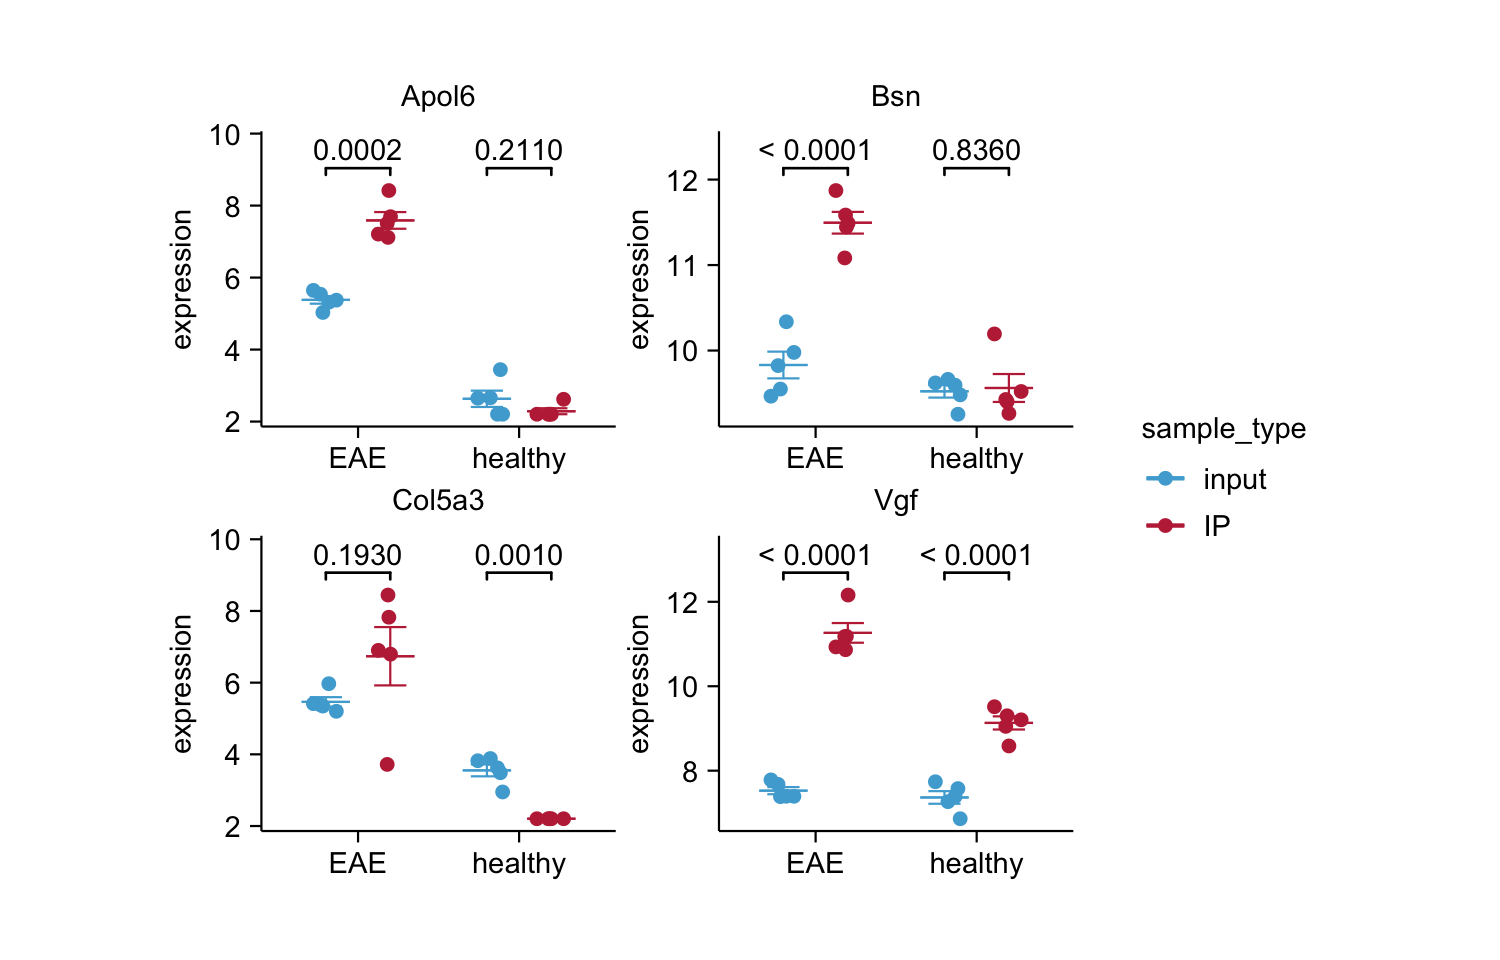 Apol6
10
8
6
4
2
expression
0.0002
0.2110
EAE
healthy
Bsn
12
11
10
expression
< 0.0001
0.8360
EAE
healthy
Col5a3
10
8
6
4
2
expression
0.1930
0.0010
EAE
healthy
Vgf
12
10
8
expression
< 0.0001
< 0.0001
EAE
healthy
sample_type
input
IP